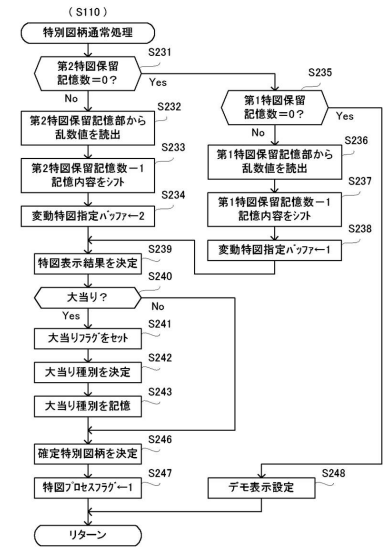 (S110)
特別図柄通常処理
S231
第2特図保留
記憶数=0?
Yes
No
S235
第1特図保留
記憶数=0?
Yes
No
S232
第2特図保留記憶部から
乱数値を読出
S236
第1特図保留記憶部から
乱数値を読出
S233
第2特図保留記憶数-1
記憶内容をシフト
S237
第1特図保留記憶数-1
記憶内容をシフト
S234
変動特図指定バッファ←2
S238
変動特図指定バッファ←1
S239
特図表示結果を決定
S240
大当り?
Yes
No
S241
大当りフラグをセット
S242
大当り種別を決定
S243
大当り種別を記憶
S246
確定特別図柄を決定
S247
特図プロセスフラグ←1
S248
デモ表示設定
リターン